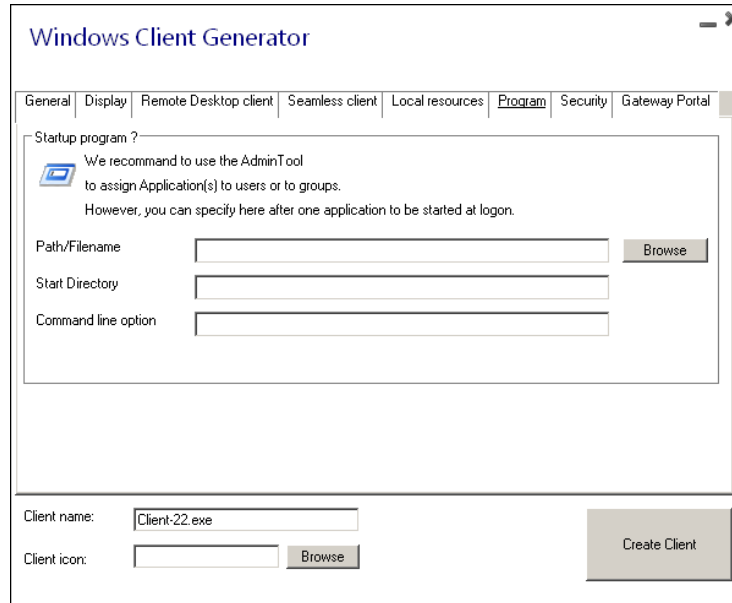 Windows Client Generator
General Display Remote Desktop client Seamless client Local resources Program Security Gateway Portal
Startup program ?
We recommand to use the AdminTool
to assign Application(s) to users or to groups.
However, you can specify here after one application to be started at logon.
Path/Filename Browse
Start Directory
Command line option
Client name: Client-22.exe
Client icon: Browse
Create Client